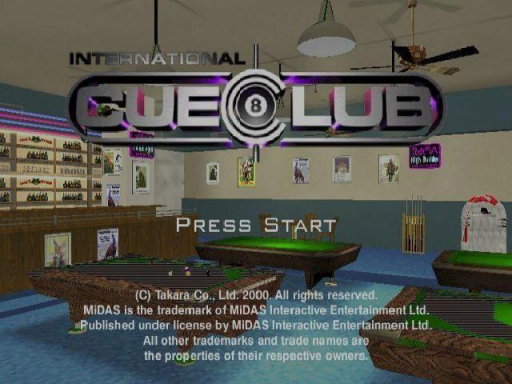 INTERNATIONAL
CUE CLUB
8
PRESS START
(C) Takara Co., Ltd. 2000. All rights reserved.
MiDAS is the trademark of MiDAS Interactive Entertainment Ltd.
Published under license by MiDAS Interactive Entertainment Ltd.
All other trademarks and trade names are
the properties of their respective owners.